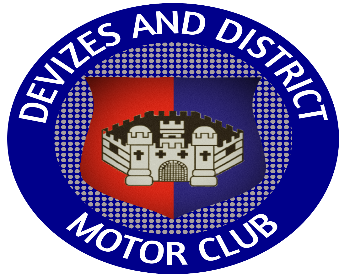 DEVIZES AND DISTRICT
MOTOR CLUB